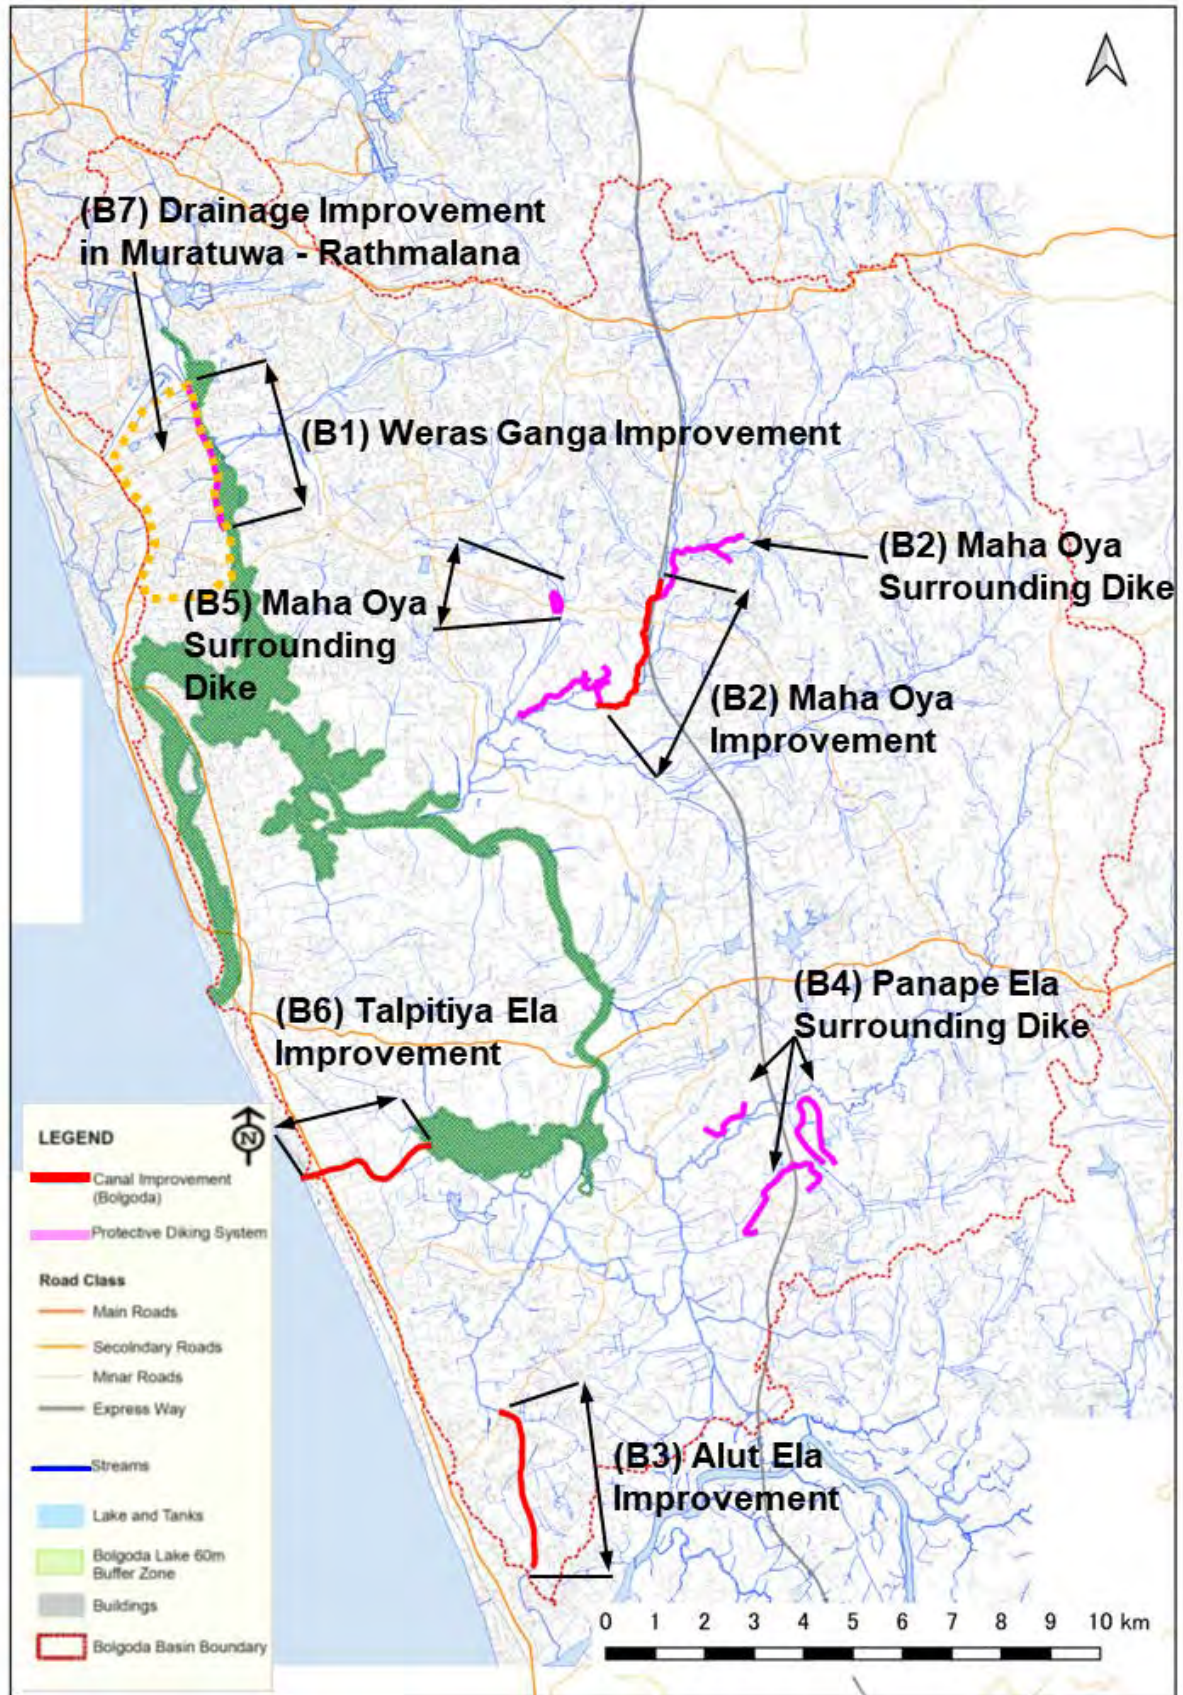 (B7) Drainage Improvement
in Muratuwa - Rathmalana
(B1) Weras Ganga Improvement
(B2) Maha Oya
Surrounding Dike
(B5) Maha Oya
Surrounding
Dike
(B2) Maha Oya
Improvement
(B4) Panape Ela
Surrounding Dike
(B6) Talpitiya Ela
Improvement
(B3) Alut Ela
Improvement
LEGEND
N
Canal Improvement
(Bolgoda)
Protective Diking System
Road Class
Main Roads
Secolndary Roads
Minar Roads
Express Way
Streams
Lake and Tanks
Bolgoda Lake 60m
Buffer Zone
Buildings
Bolgoda Basin Boundary
0 1 2 3 4 5 6 7 8 9 10 km